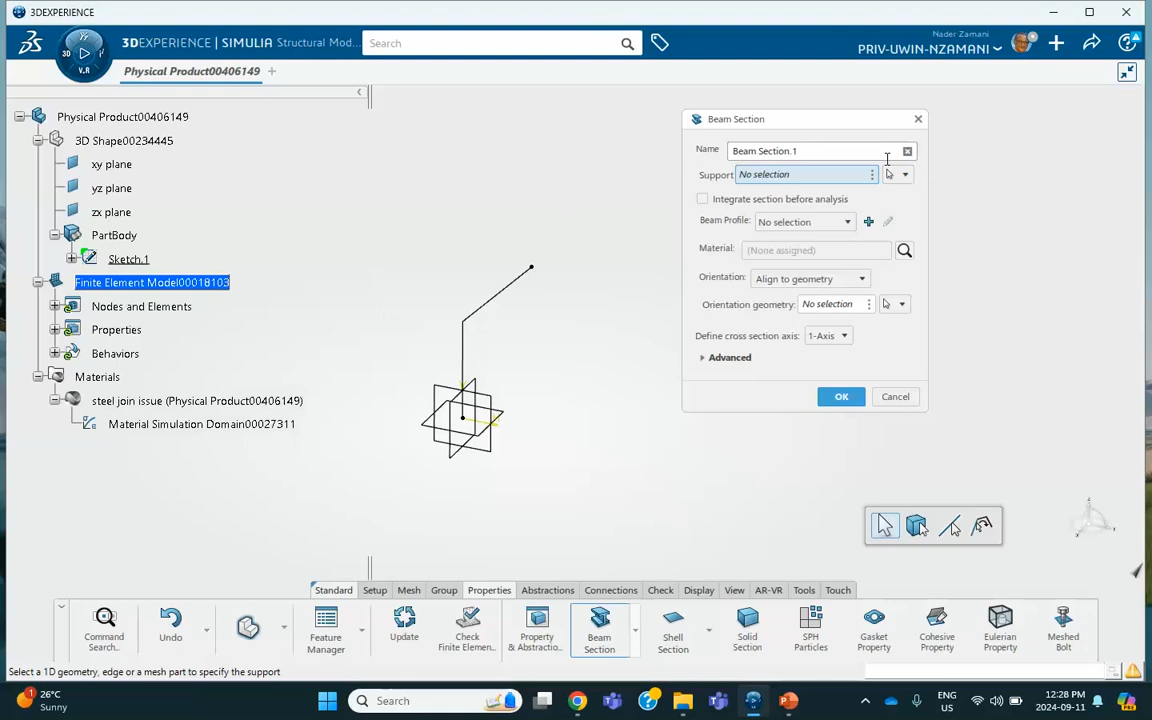 3DEXPERIENCE
3DEXPERIENCE | SIMULIA Structural Mod...
Search
Nader Zamani
PRIV-UWIN-NZAMANI
3D
V.R
Physical Product00406149
Physical Product00406149
3D Shape00234445
xy plane
yz plane
zx plane
PartBody
Sketch.1
Finite Element Model00018103
Nodes and Elements
Properties
Behaviors
Materials
steel join issue (Physical Product00406149)
Material Simulation Domain00027311
Beam Section
Name
Beam Section.1
Support
No selection
Integrate section before analysis
Beam Profile:
No selection
Material:
(None assigned)
Orientation:
Align to geometry
Orientation geometry:
No selection
Define cross section axis:
1-Axis
Advanced
OK
Cancel
Standard
Setup
Mesh
Group
Properties
Abstractions
Connections
Check
Display
View
AR-VR
Tools
Touch
Command
Search...
Undo
Feature
Manager
Update
Check
Finite Elemen...
Property
& Abstractio...
Beam
Section
Shell
Section
Solid
Section
SPH
Particles
Gasket
Property
Cohesive
Property
Eulerian
Property
Meshed
Bolt
Select a 1D geometry, edge or a mesh part to specify the support
1
26°C
Sunny
Search
ENG
US
12:28 PM
2024-09-11